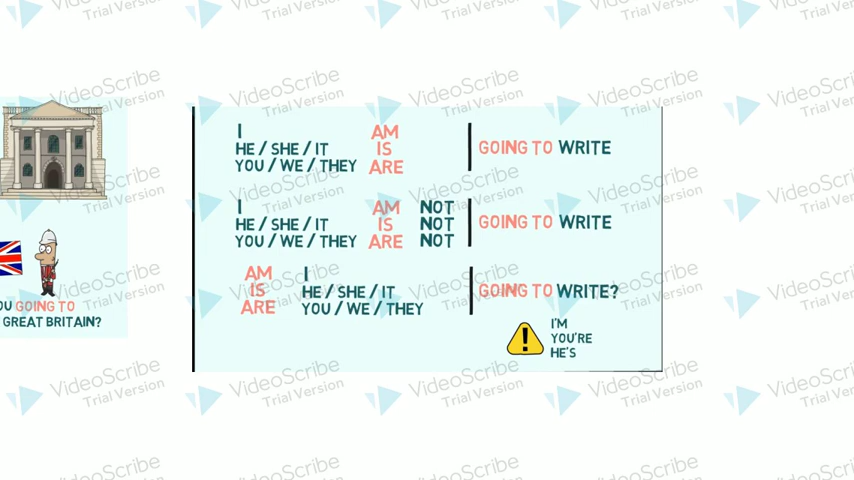 I AM
HE / SHE / IT IS GOING TO WRITE
YOU / WE / THEY ARE
I AM NOT
HE / SHE / IT IS NOT GOING TO WRITE
YOU / WE / THEY ARE NOT
AM I
IS HE / SHE / IT GOING TO WRITE?
ARE YOU / WE / THEY
I'M
YOU'RE
HE'S
GOING TO
GREAT BRITAIN?
VideoScribe
Trial Version